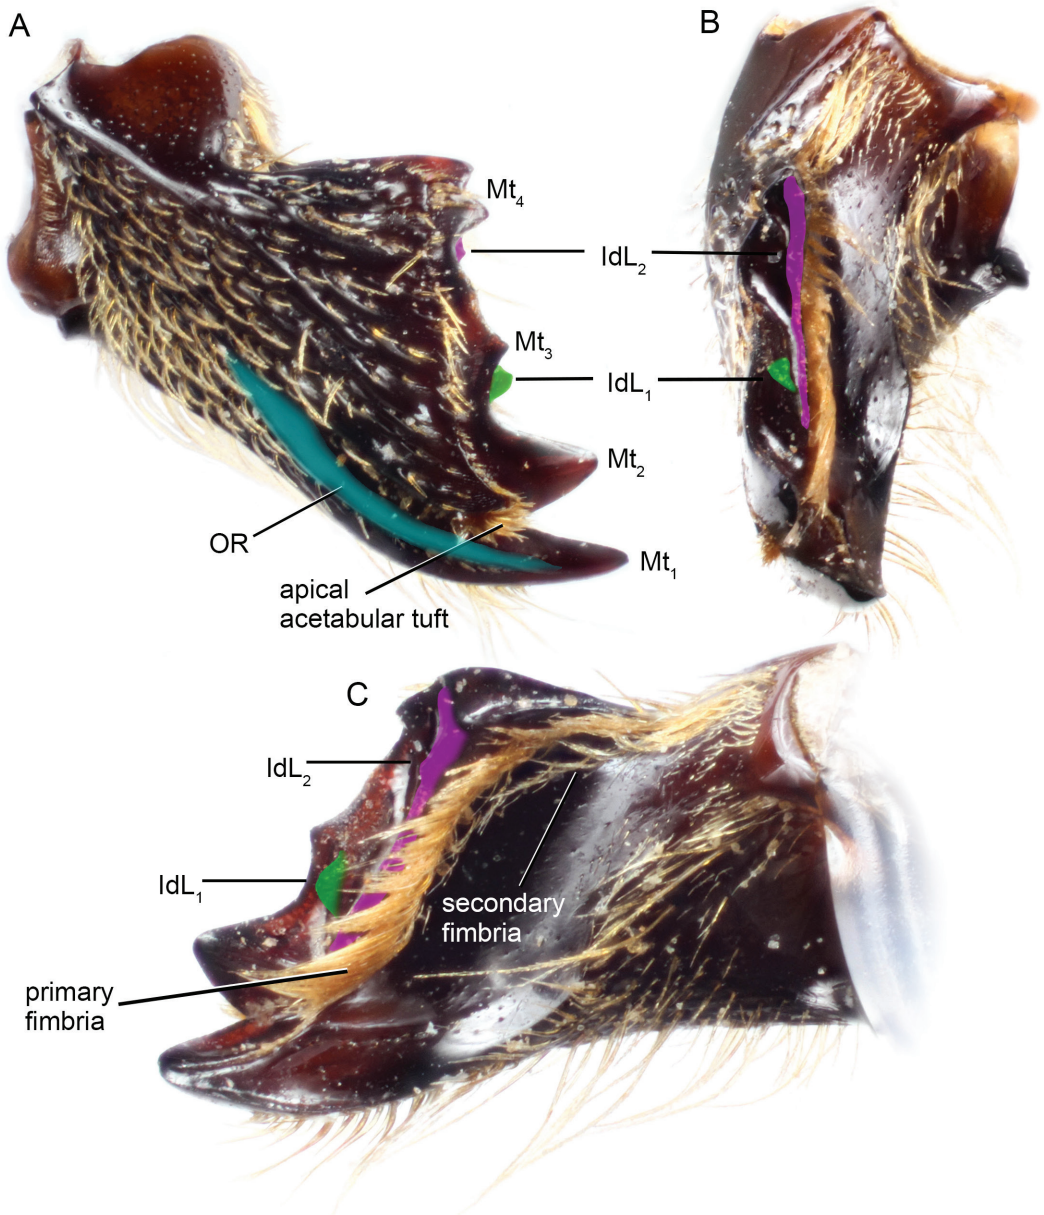 A
B
Mt4
IdL2
Mt3
IdL1
Mt2
OR
Mt1
apical
acetabular tuft
C
IdL2
IdL1
secondary
fimbria
primary
fimbria